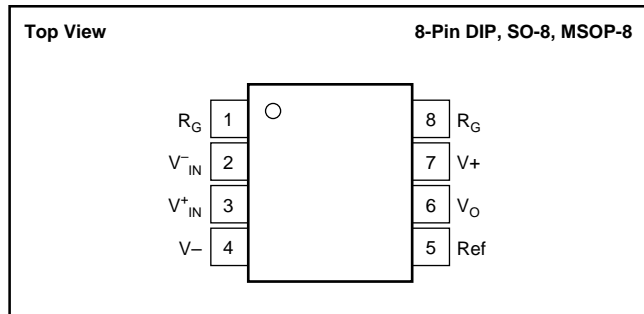 Top View 8-Pin DIP, SO-8, MSOP-8
R_G 1 8 R_G
V⁻_IN 2 7 V+
V⁺_IN 3 6 V_O
V– 4 5 Ref